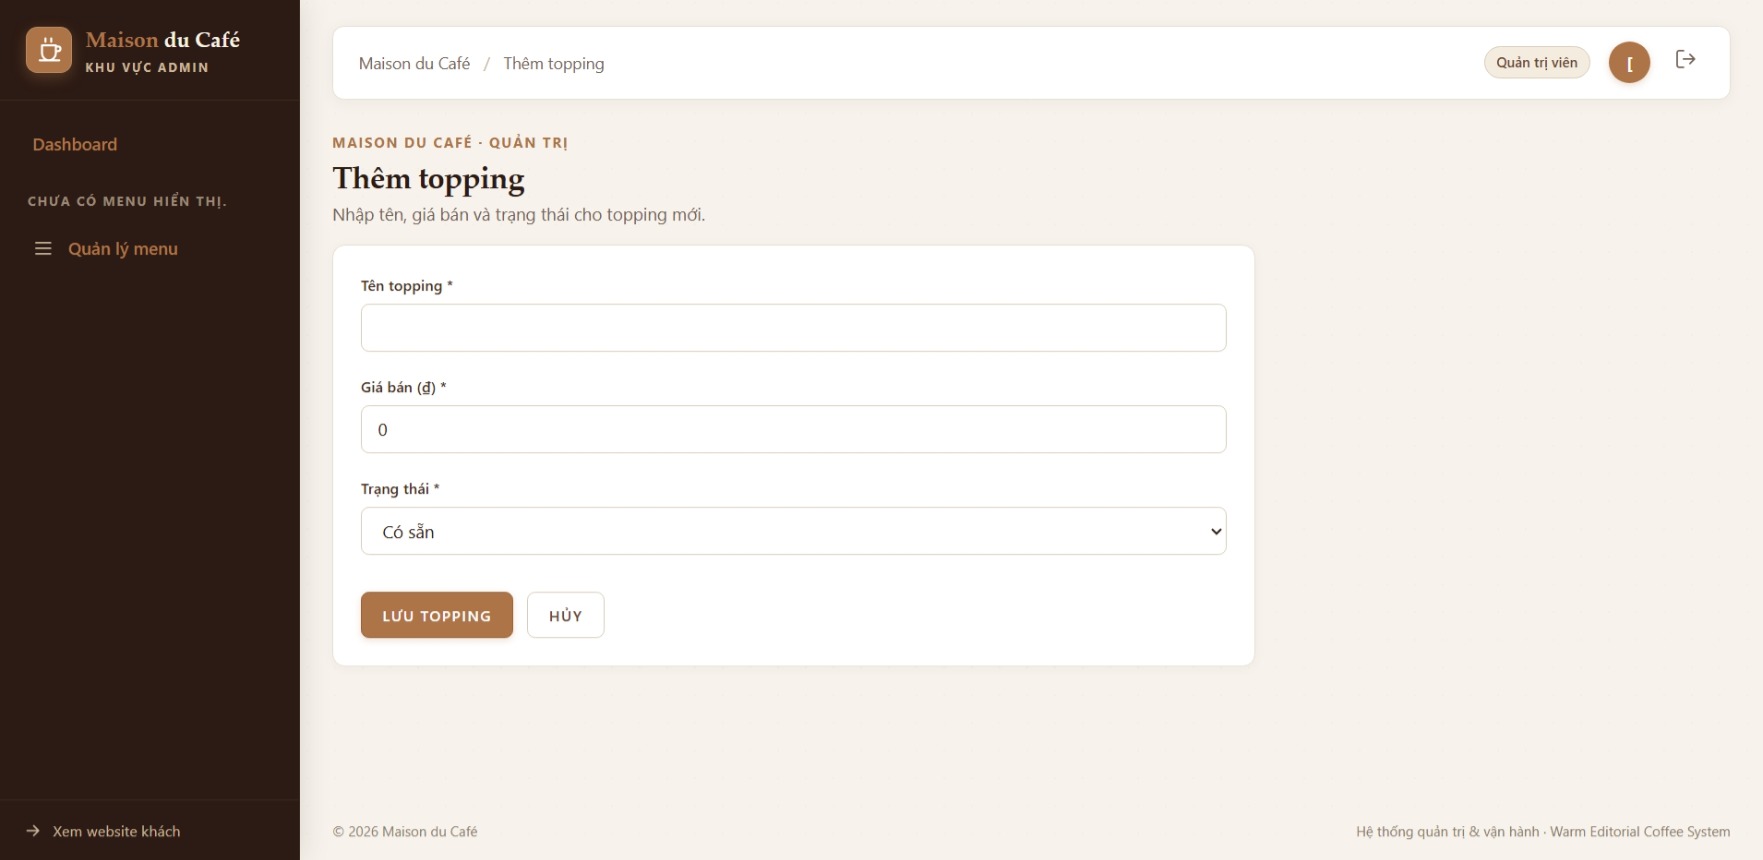 Maison du Café
KHU VỰC ADMIN
Dashboard
CHƯA CÓ MENU HIỂN THỊ.
Quản lý menu
Xem website khách
Maison du Café / Thêm topping
Quản trị viên
[
MAISON DU CAFÉ · QUẢN TRỊ
Thêm topping
Nhập tên, giá bán và trạng thái cho topping mới.
Tên topping *
Giá bán (₫) *
0
Trạng thái *
Có sẵn
LƯU TOPPING
HỦY
© 2026 Maison du Café
Hệ thống quản trị & vận hành · Warm Editorial Coffee System